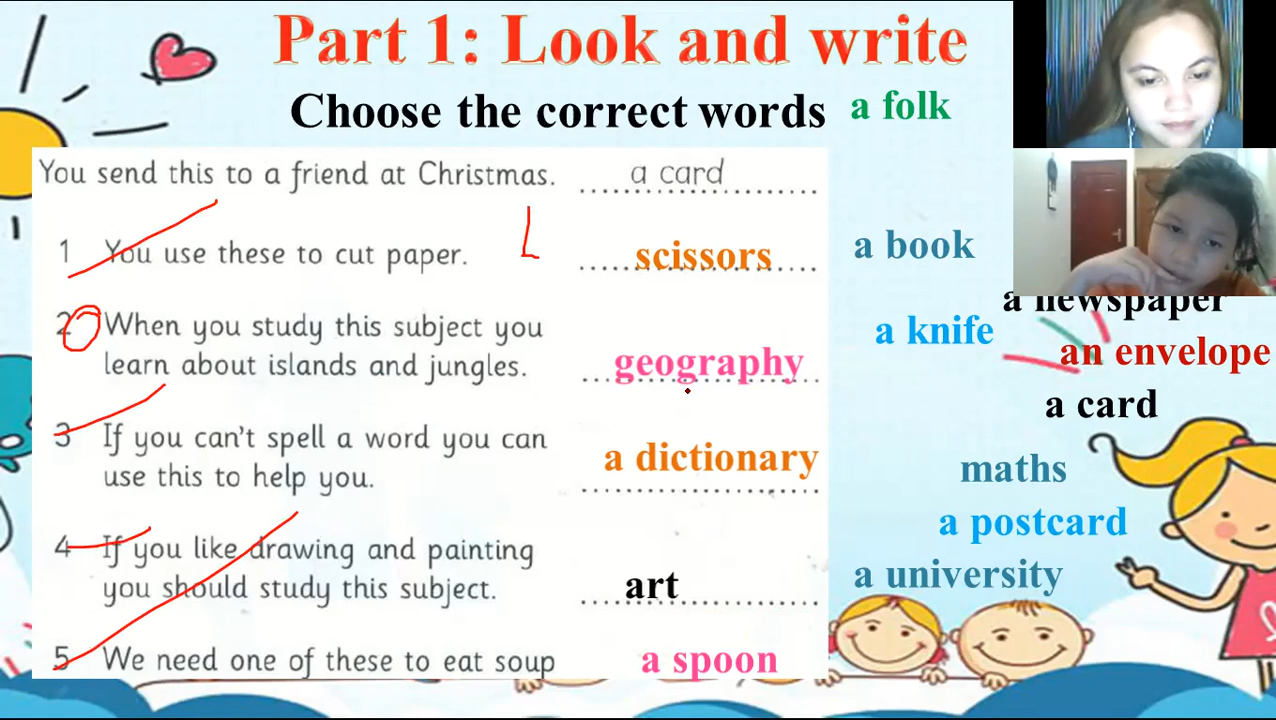 Part 1: Look and write
Choose the correct words
a folk
You send this to a friend at Christmas. a card
1 You use these to cut paper. scissors
a book
a newspaper
2 When you study this subject you
learn about islands and jungles. geography
a knife
an envelope
a card
3 If you can't spell a word you can
use this to help you. a dictionary
maths
a postcard
4 If you like drawing and painting
you should study this subject. art
a university
5 We need one of these to eat soup a spoon